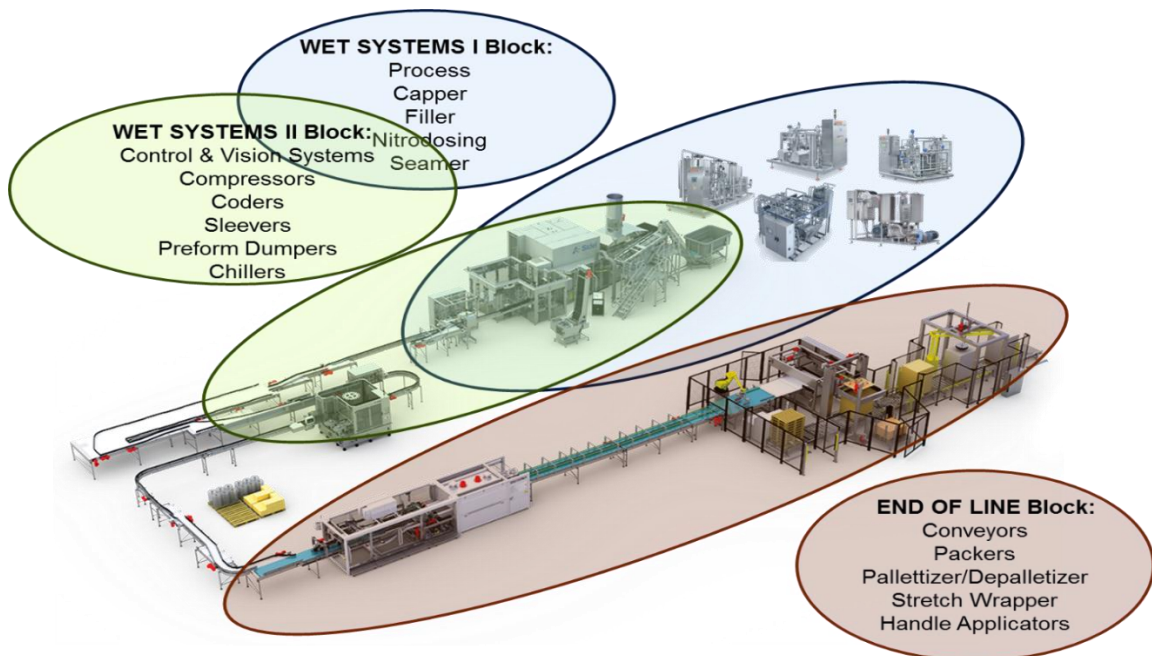 WET SYSTEMS I Block:
Process
Capper
Filler
Nitrodosing
Seamer
WET SYSTEMS II Block:
Control & Vision Systems
Compressors
Coders
Sleevers
Preform Dumpers
Chillers
END OF LINE Block:
Conveyors
Packers
Pallettizer/Depalletizer
Stretch Wrapper
Handle Applicators